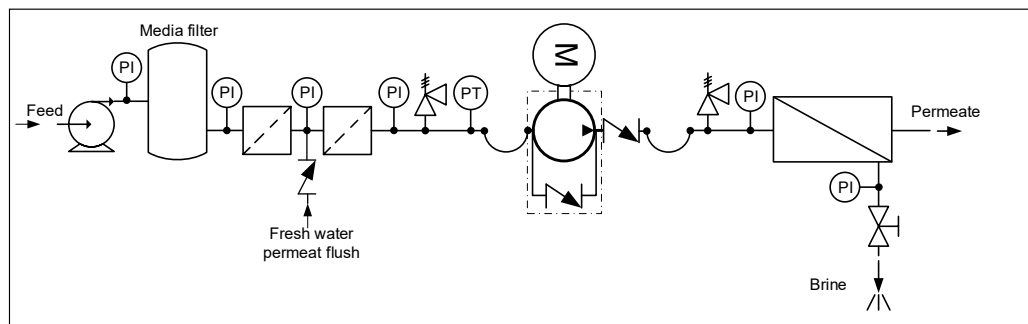 Media filter
Feed
PI
PI
PI
PI
PT
M
PI
Permeate
PI
Fresh water
permeat flush
Brine